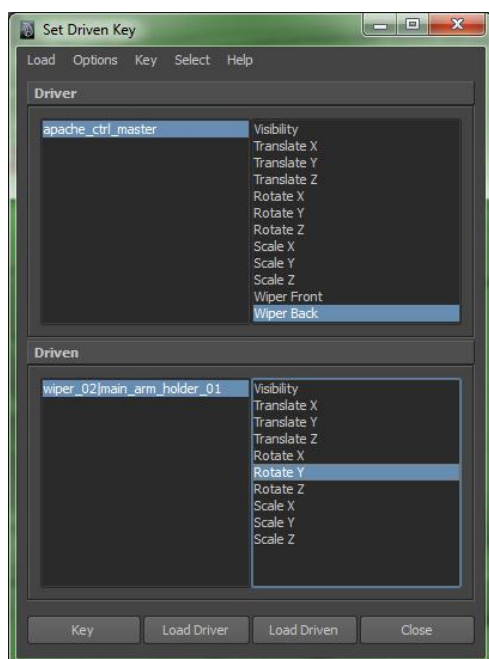 Set Driven Key
Load Options Key Select Help
Driver
apache_ctrl_master
Visibility
Translate X
Translate Y
Translate Z
Rotate X
Rotate Y
Rotate Z
Scale X
Scale Y
Scale Z
Wiper Front
Wiper Back
Driven
wiper_02|main_arm_holder_01
Visibility
Translate X
Translate Y
Translate Z
Rotate X
Rotate Y
Rotate Z
Scale X
Scale Y
Scale Z
Key Load Driver Load Driven Close